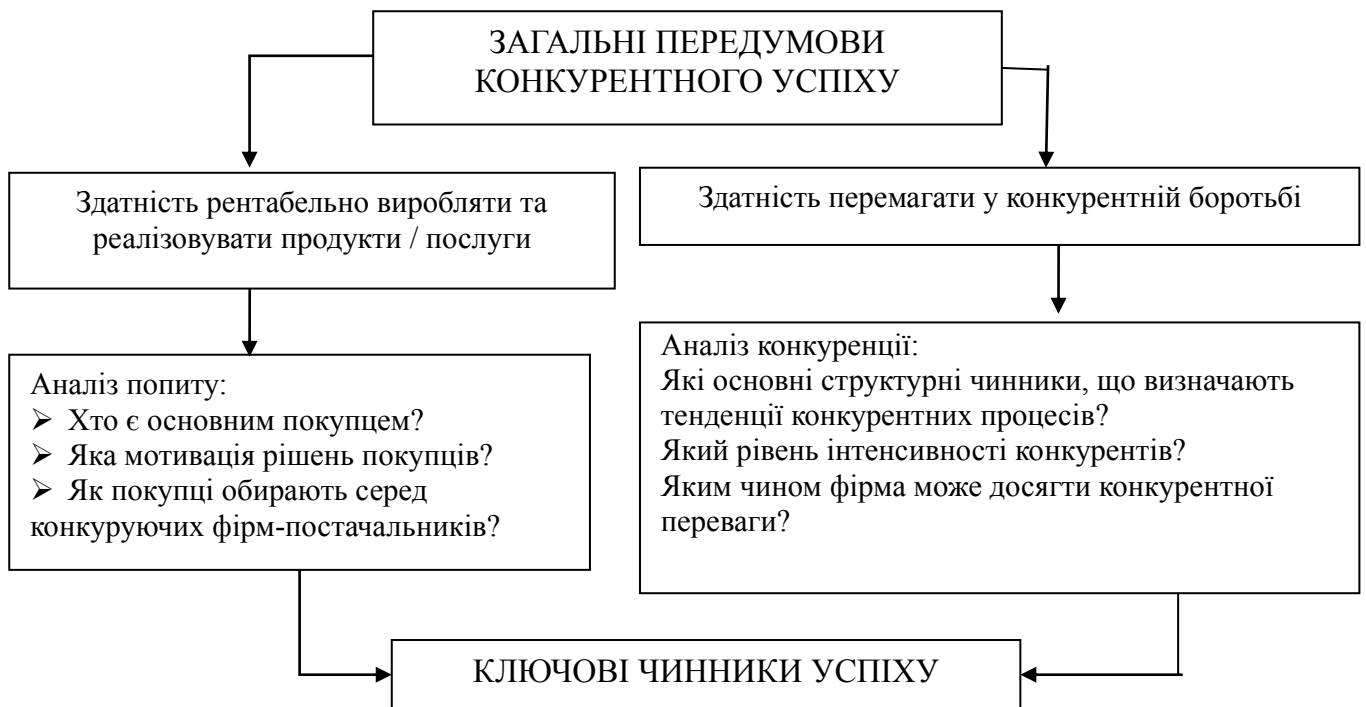 ЗАГАЛЬНІ ПЕРЕДУМОВИ
КОНКУРЕНТНОГО УСПІХУ
Здатність рентабельно виробляти та
реалізовувати продукти / послуги
Здатність перемагати у конкурентній боротьбі
Аналіз попиту:
➢ Хто є основним покупцем?
➢ Яка мотивація рішень покупців?
➢ Як покупці обирають серед
конкуруючих фірм-постачальників?
Аналіз конкуренції:
Які основні структурні чинники, що визначають
тенденції конкурентних процесів?
Який рівень інтенсивності конкурентів?
Яким чином фірма може досягти конкурентної
переваги?
КЛЮЧОВІ ЧИННИКИ УСПІХУ